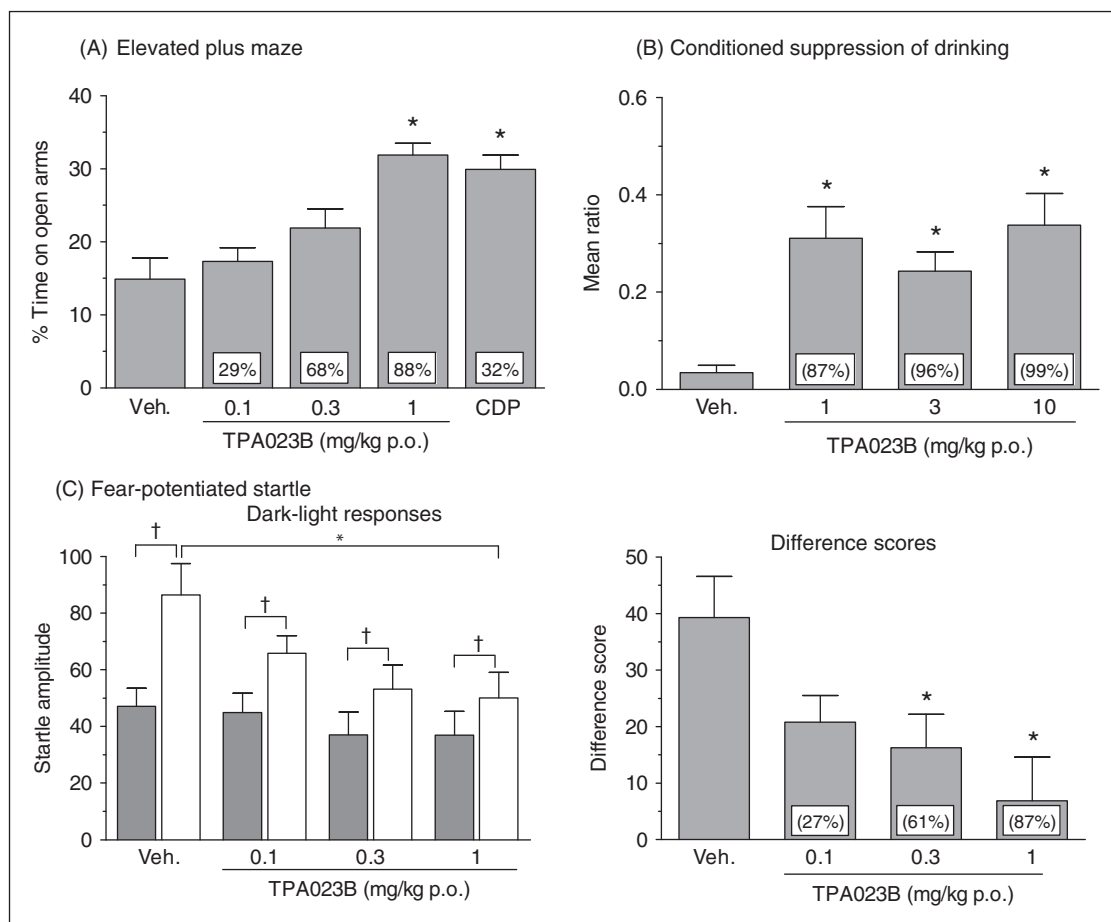 (A) Elevated plus maze
% Time on open arms
40
30
20
10
0
* *
29% 68% 88% 32%
Veh. 0.1 0.3 1 CDP
TPA023B (mg/kg p.o.)
(B) Conditioned suppression of drinking
Mean ratio
0.6
0.4
0.2
0.0
* * *
(87%) (96%) (99%)
Veh. 1 3 10
TPA023B (mg/kg p.o.)
(C) Fear-potentiated startle
Dark-light responses
Startle amplitude
100
80
60
40
20
0
† *
† † †
Veh. 0.1 0.3 1
TPA023B (mg/kg p.o.)
Difference scores
Difference score
50
40
30
20
10
0
* *
(27%) (61%) (87%)
Veh. 0.1 0.3 1
TPA023B (mg/kg p.o.)